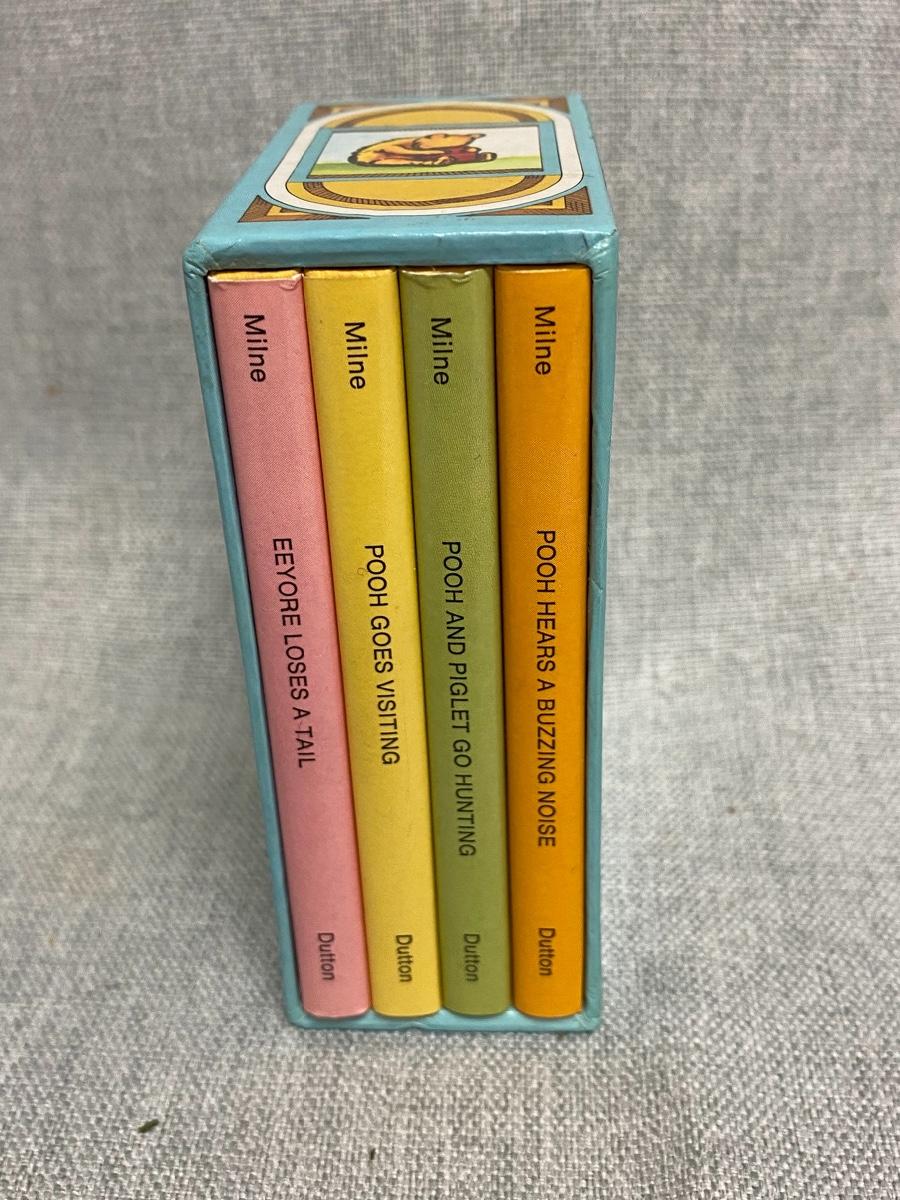 Milne EEYORE LOSES A TAIL Dutton
Milne POOH GOES VISITING Dutton
Milne POOH AND PIGLET GO HUNTING Dutton
Milne POOH HEARS A BUZZING NOISE Dutton